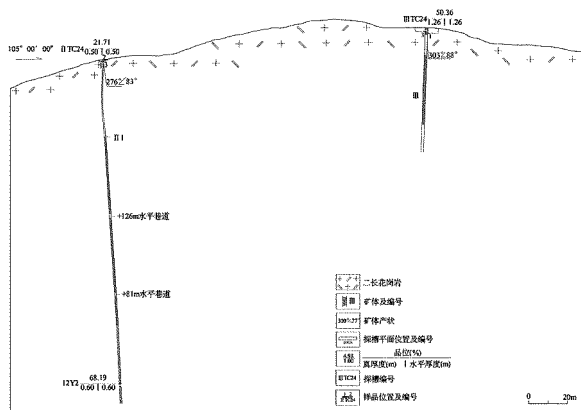 50.36
ⅢTC24 1.26 | 1.26
21.71
105° 00′ 00″ ⅡTC24 0.50 | 0.50
303°∠88°
276°∠83°
Ⅲ
Ⅱ1
+126m水平巷道
+81m水平巷道
二长花岗岩
矿体及编号
300°∠77° 矿体产状
探槽平面位置及编号
品位(%)
真厚度(m) | 水平厚度(m)
ⅡTC24 探槽编号
样品位置及编号
68.19
12Y2 0.60 | 0.60
0 20m